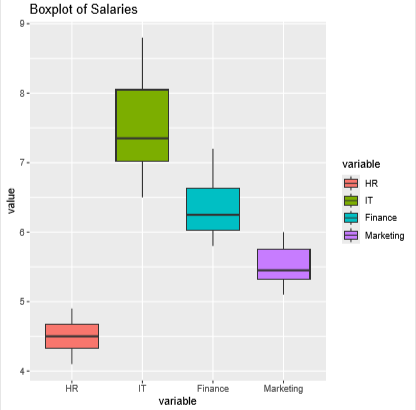 Boxplot of Salaries
9
8
7
6
5
4
value
HR IT Finance Marketing
variable
variable
HR
IT
Finance
Marketing